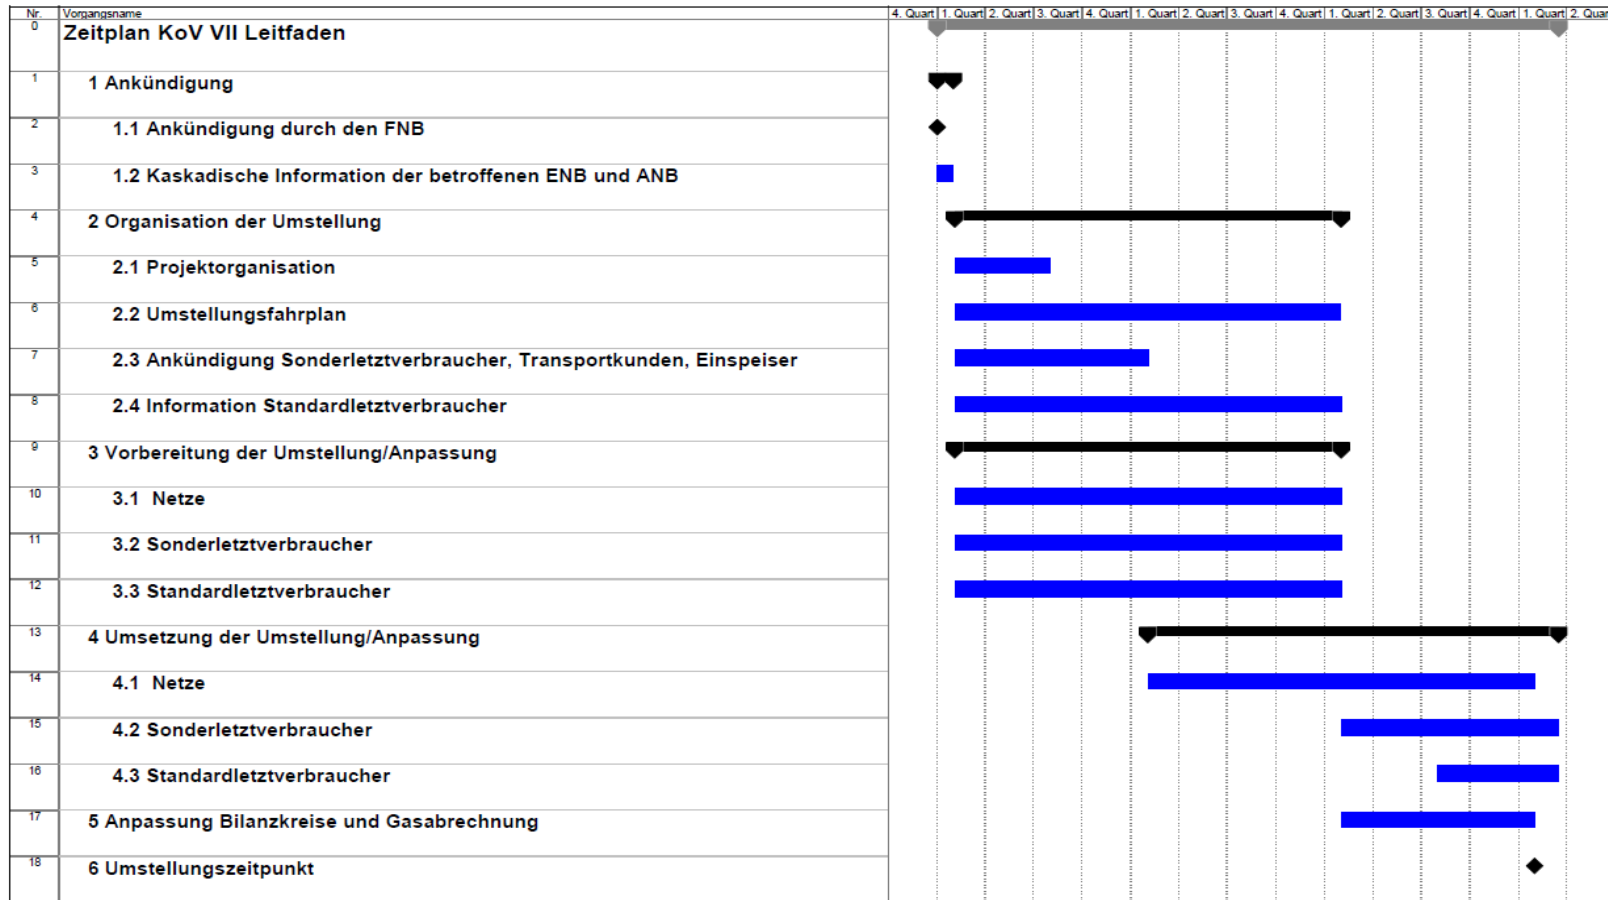 Nr. Vorgangsname 4. Quart 1. Quart 2. Quart 3. Quart 4. Quart 1. Quart 2. Quart 3. Quart 4. Quart 1. Quart 2. Quart 3. Quart 4. Quart 1. Quart 2. Quar
0 Zeitplan KoV VII Leitfaden
1 1 Ankündigung
2 1.1 Ankündigung durch den FNB
3 1.2 Kaskadische Information der betroffenen ENB und ANB
4 2 Organisation der Umstellung
5 2.1 Projektorganisation
6 2.2 Umstellungsfahrplan
7 2.3 Ankündigung Sonderletztverbraucher, Transportkunden, Einspeiser
8 2.4 Information Standardletztverbraucher
9 3 Vorbereitung der Umstellung/Anpassung
10 3.1 Netze
11 3.2 Sonderletztverbraucher
12 3.3 Standardletztverbraucher
13 4 Umsetzung der Umstellung/Anpassung
14 4.1 Netze
15 4.2 Sonderletztverbraucher
16 4.3 Standardletztverbraucher
17 5 Anpassung Bilanzkreise und Gasabrechnung
18 6 Umstellungszeitpunkt